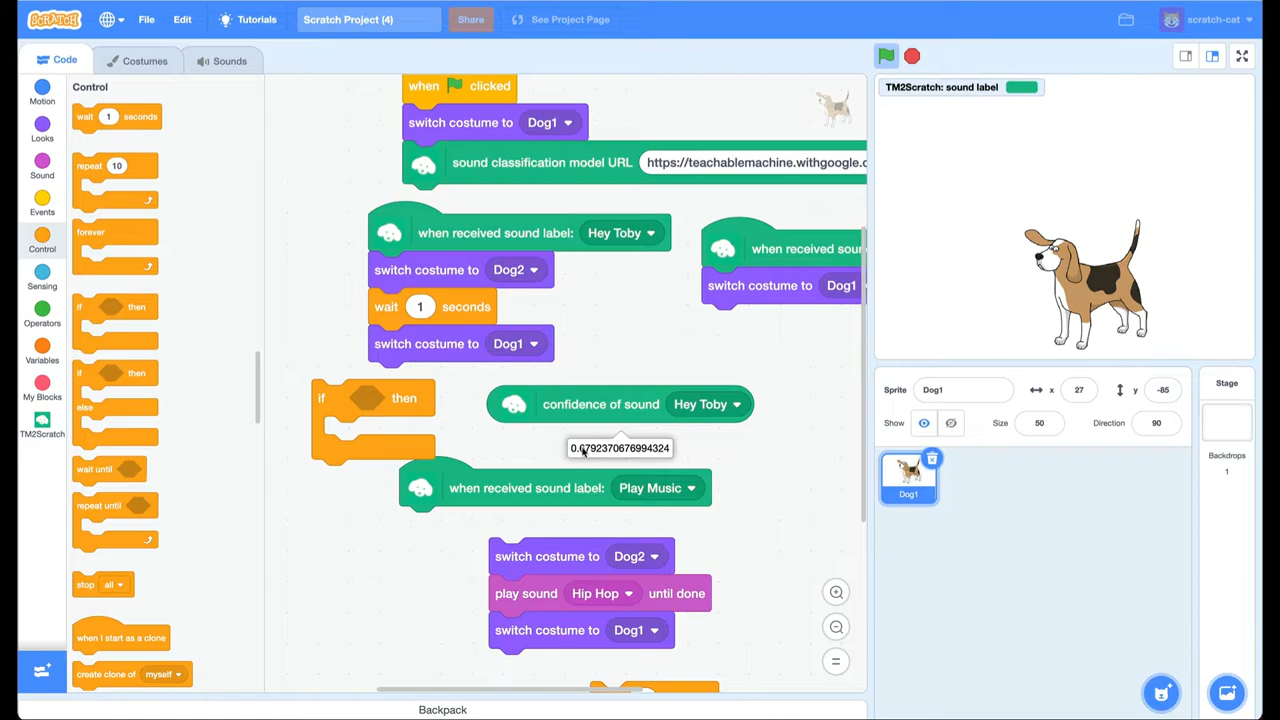 SCRATCH File Edit Tutorials Scratch Project (4) Share See Project Page scratch-cat
Code Costumes Sounds
Motion
Looks
Sound
Events
Control
Sensing
Operators
Variables
My Blocks
TM2Scratch
Control
wait 1 seconds
repeat 10
forever
if then
if then
else
wait until
repeat until
stop all
when I start as a clone
create clone of myself
when clicked
switch costume to Dog1
sound classification model URL https://teachablemachine.withgoogle.c
when received sound label: Hey Toby
switch costume to Dog2
wait 1 seconds
switch costume to Dog1
when received sour
switch costume to Dog1
if then
confidence of sound Hey Toby
0.6792370676994324
when received sound label: Play Music
switch costume to Dog2
play sound Hip Hop until done
switch costume to Dog1
Backpack
TM2Scratch: sound label
Sprite Dog1 x 27 y -85
Show Size 50 Direction 90
Dog1
Stage
Backdrops
1